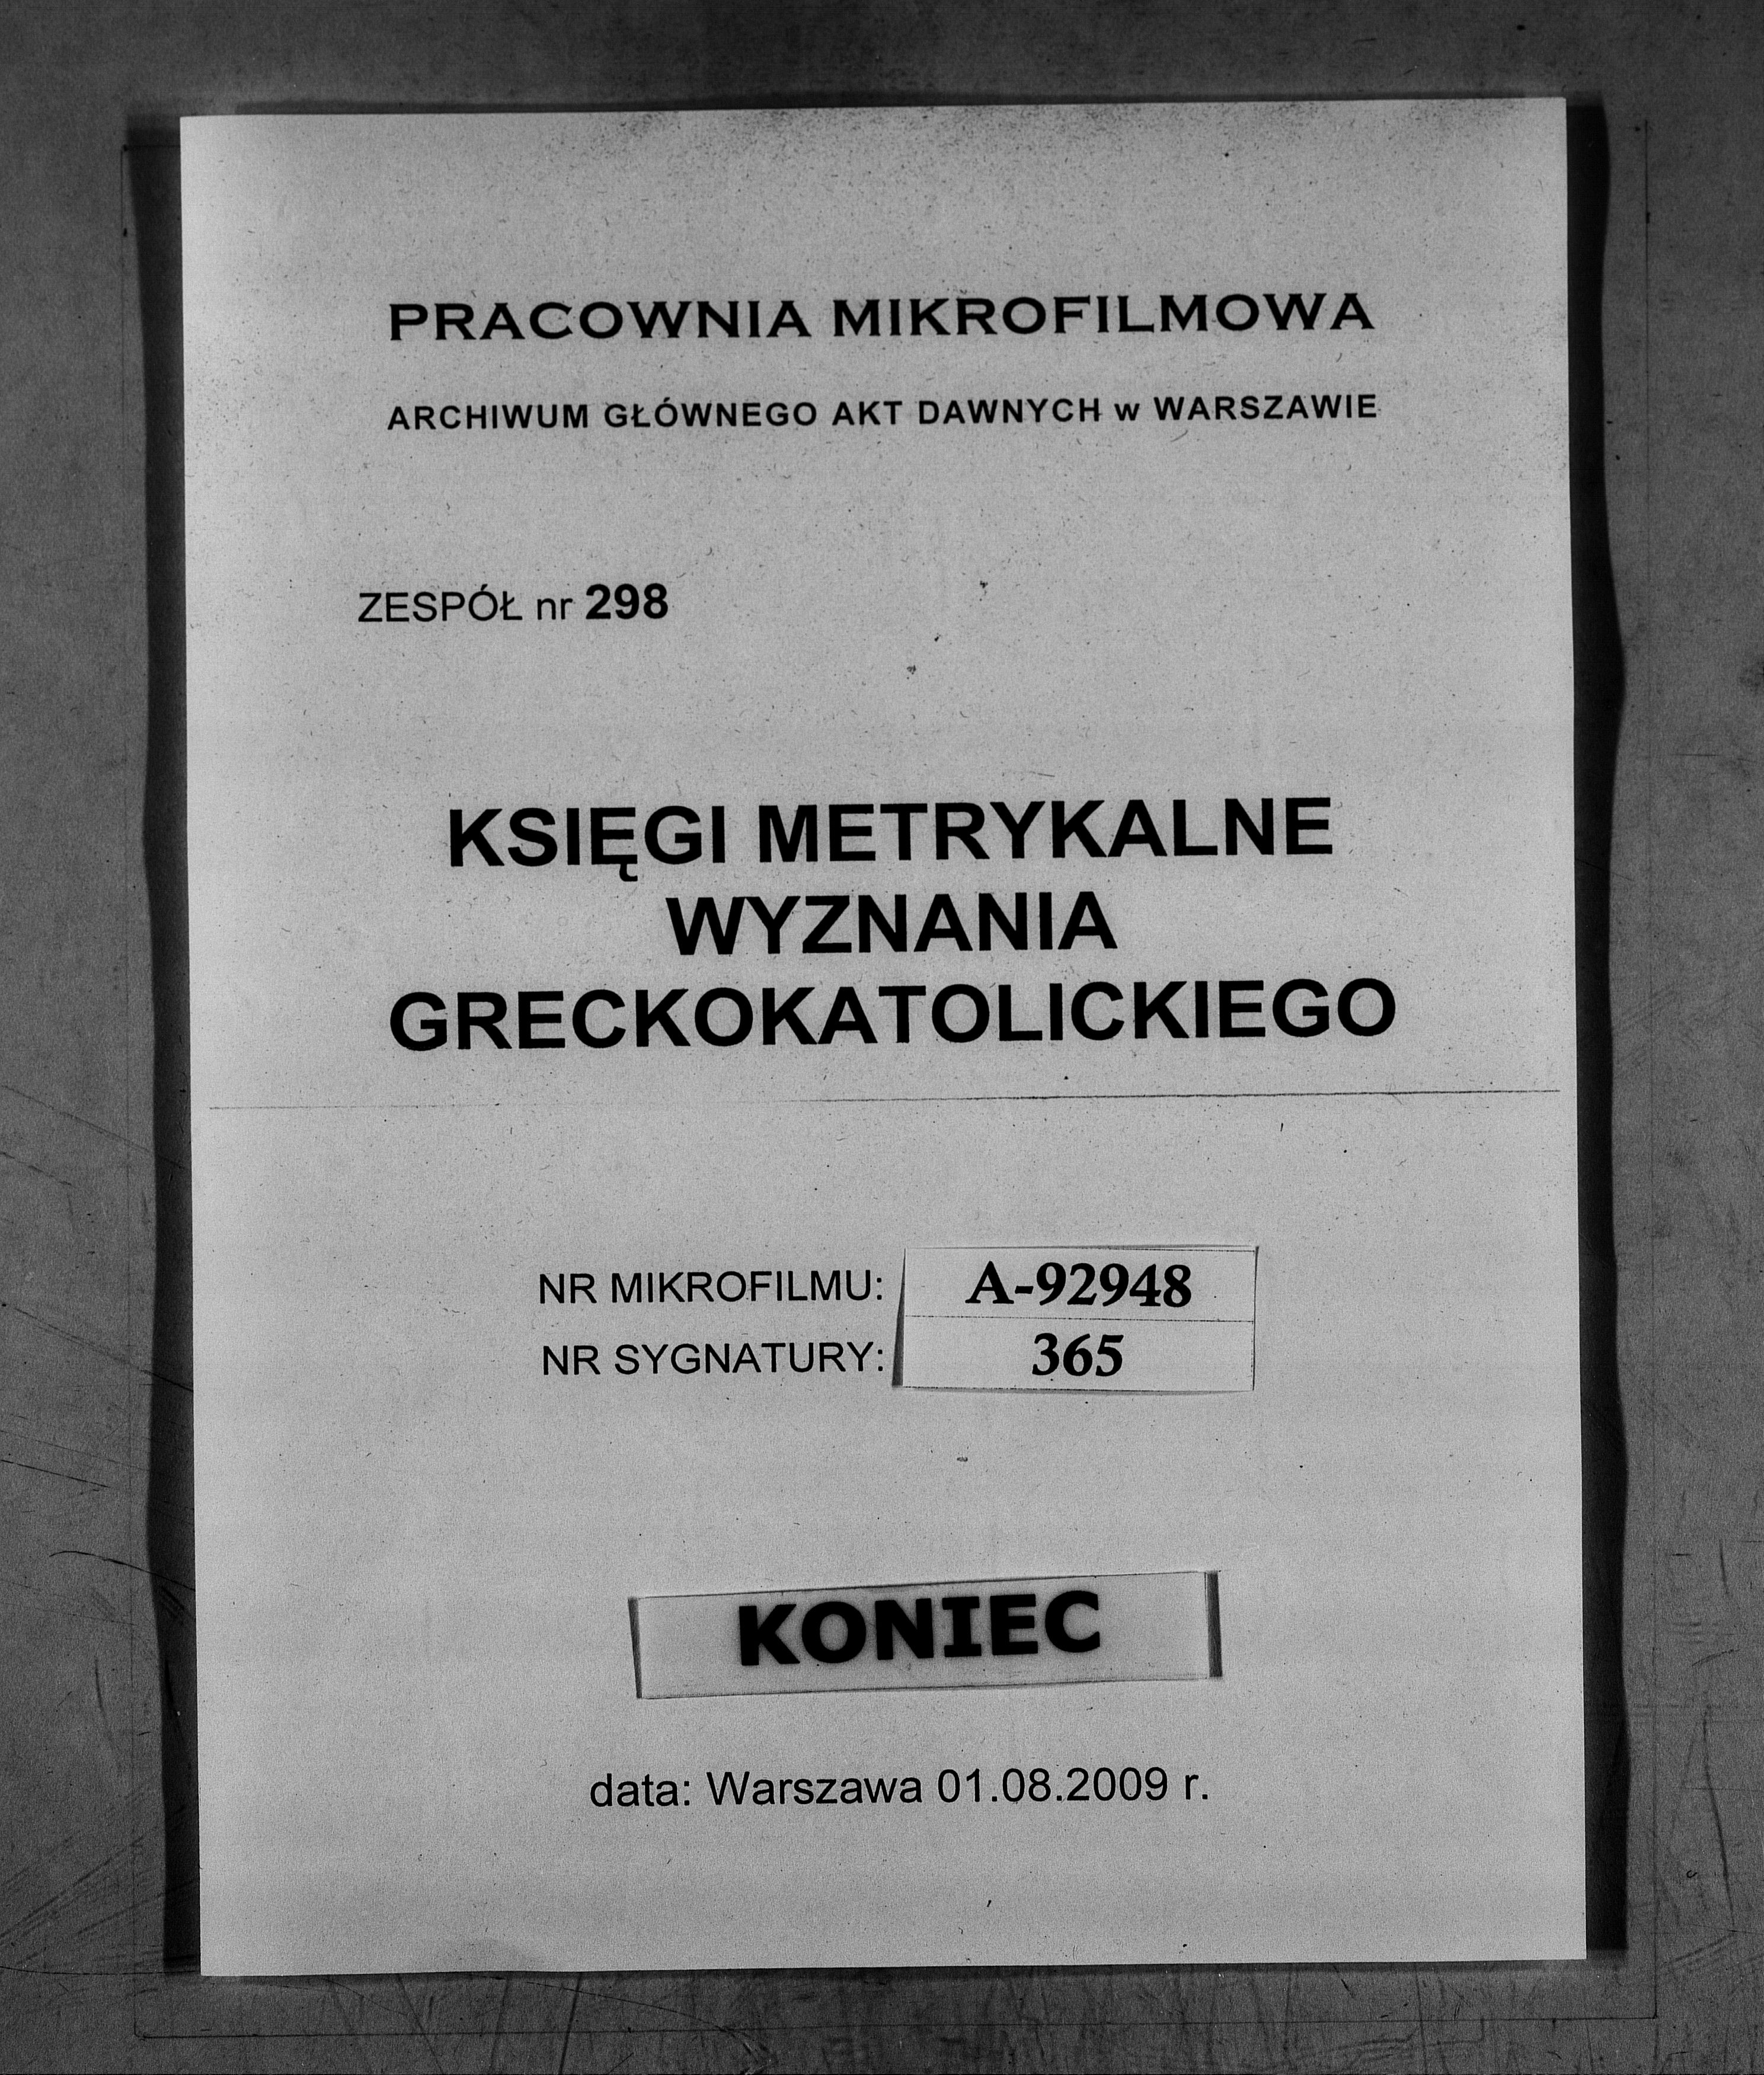 PRACOWNIA MIKROFILMOWA
ARCHIWUM GŁÓWNEGO AKT DAWNYCH w WARSZAWIE
ZESPÓŁ nr 298
KSIĘGI METRYKALNE
WYZNANIA
GRECKOKATOLICKIEGO
NR MIKROFILMU: A-92948
NR SYGNATURY: 365
KONIEC
data: Warszawa 01.08.2009 r.